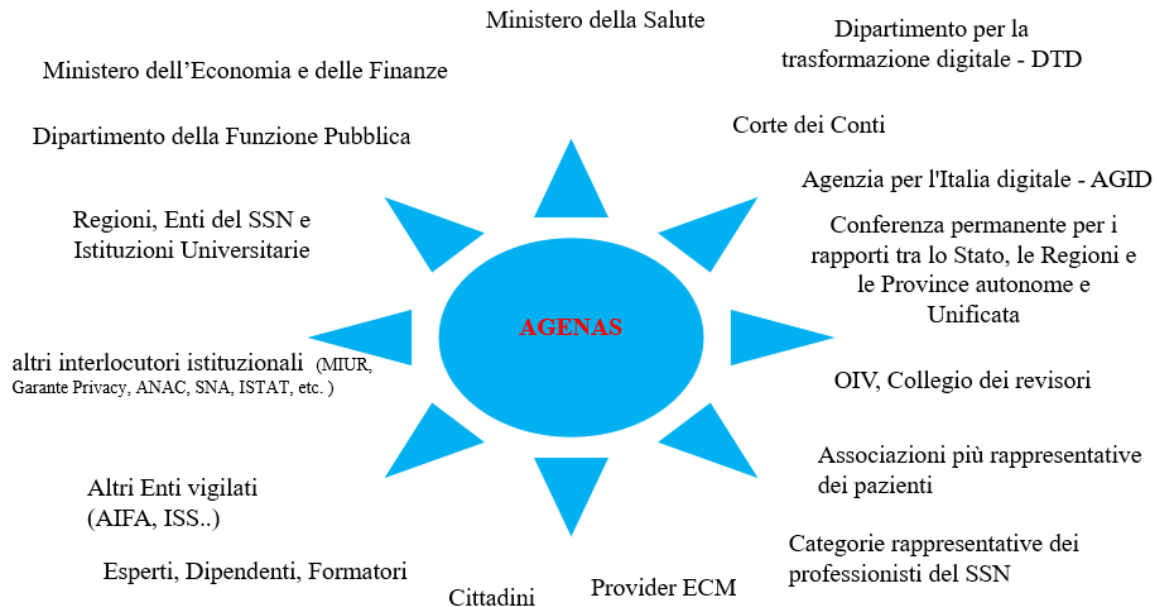 Ministero della Salute
Dipartimento per la
trasformazione digitale - DTD
Ministero dell’Economia e delle Finanze
Corte dei Conti
Dipartimento della Funzione Pubblica
Agenzia per l'Italia digitale - AGID
Regioni, Enti del SSN e
Istituzioni Universitarie
Conferenza permanente per i
rapporti tra lo Stato, le Regioni e
le Province autonome e
Unificata
AGENAS
altri interlocutori istituzionali (MIUR,
Garante Privacy, ANAC, SNA, ISTAT, etc. )
OIV, Collegio dei revisori
Associazioni più rappresentative
dei pazienti
Altri Enti vigilati
(AIFA, ISS..)
Categorie rappresentative dei
professionisti del SSN
Esperti, Dipendenti, Formatori
Cittadini
Provider ECM